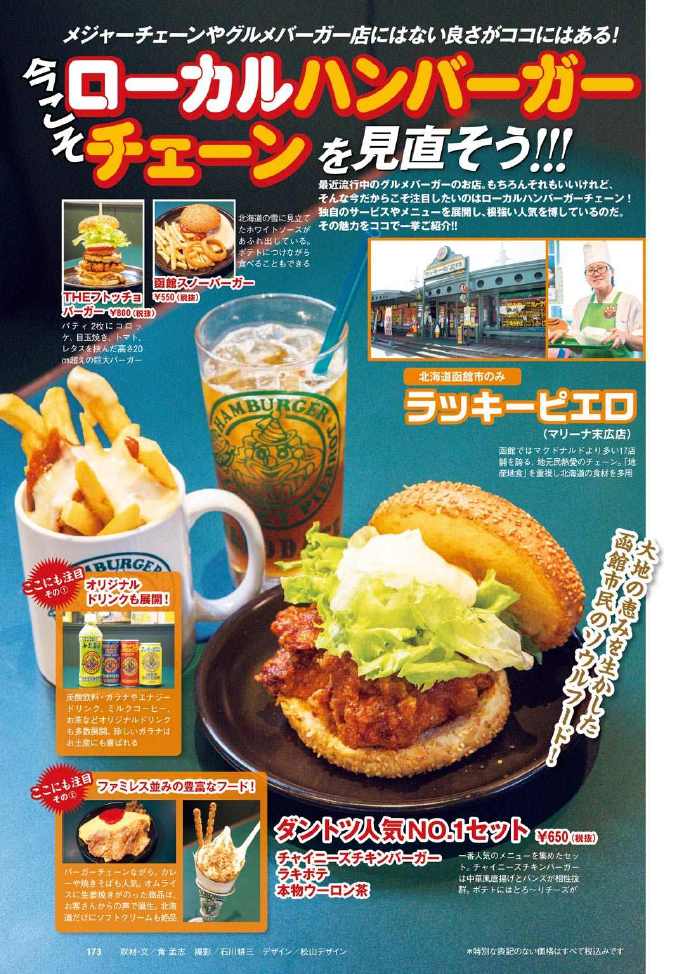 メジャーチェーンやグルメバーガー店にはない良さがココにはある!
今こそ
ローカルハンバーガー
チェーンを見直そう!!!
最近流行中のグルメバーガーのお店。もちろんそれもいいけれど、
そんな今だからこそ注目したいのはローカルハンバーガーチェーン!
独自のサービスやメニューを展開し、根強い人気を博しているのだ。
その魅力をココで一挙ご紹介!!
THEフトッチョ
バーガー・¥800(税抜)
パティ2枚にコロッ
ケ、目玉焼き、トマト、
レタスを挟んだ高さ20
cm超えの巨大バーガー
北海道の雪に見立て
たホワイトソースが
あふれ出している。
ポテトにつけながら
食べることもできる
函館スノーバーガー
¥550(税抜)
北海道函館市のみ
ラッキーピエロ
(マリーナ末広店)
函館ではマクドナルドより多い17店
舗を誇る、地元民熱愛のチェーン。「地
産地食」を重視し北海道の食材を多用
大地の恵みを生かした
函館市民のソウルフード!
HAMBURGER
HAMBURGER
ここにも注目
その①
オリジナル
ドリンクも展開!
炭酸飲料・ガラナやエナジー
ドリンク、ミルクコーヒー、
お茶などオリジナルドリンク
も多数展開。珍しいガラナは
お土産にも喜ばれる
ここにも注目
その②
ファミレス並みの豊富なフード!
バーガーチェーンながら、カレ
ーや焼きそばも人気。オムライ
スに生姜焼きがのった商品は、
お客さんからの声で誕生。北海
道だけにソフトクリームも絶品
ダントツ人気NO.1セット ¥650(税抜)
チャイニーズチキンバーガー
ラキポテ
本物ウーロン茶
一番人気のメニューを集めたセッ
ト。チャイニーズチキンバーガー
は中華風唐揚げとバンズが相性抜
群。ポテトにはとろ〜りチーズが
173 取材・文/ 孟志 撮影/石川耕三 デザイン/松山デザイン
*特別な表記のない価格はすべて税込みです